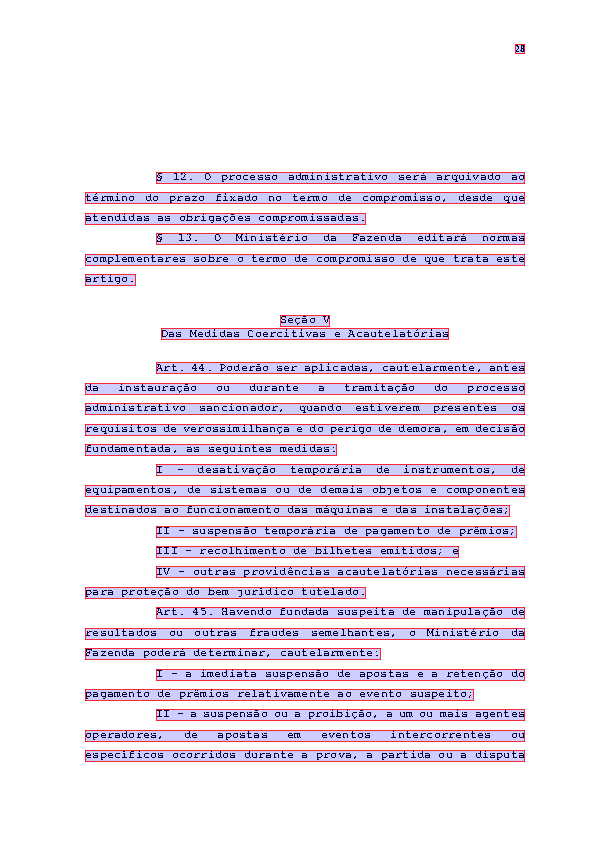 28
§ 12. O processo administrativo será arquivado ao
término do prazo fixado no termo de compromisso, desde que
atendidas as obrigações compromissadas.
§ 13. O Ministério da Fazenda editará normas
complementares sobre o termo de compromisso de que trata este
artigo.
Seção V
Das Medidas Coercitivas e Acautelatórias
Art. 44. Poderão ser aplicadas, cautelarmente, antes
da instauração ou durante a tramitação do processo
administrativo sancionador, quando estiverem presentes os
requisitos de verossimilhança e do perigo de demora, em decisão
fundamentada, as seguintes medidas:
I - desativação temporária de instrumentos, de
equipamentos, de sistemas ou de demais objetos e componentes
destinados ao funcionamento das máquinas e das instalações;
II - suspensão temporária de pagamento de prêmios;
III - recolhimento de bilhetes emitidos; e
IV - outras providências acautelatórias necessárias
para proteção do bem jurídico tutelado.
Art. 45. Havendo fundada suspeita de manipulação de
resultados ou outras fraudes semelhantes, o Ministério da
Fazenda poderá determinar, cautelarmente:
I - a imediata suspensão de apostas e a retenção do
pagamento de prêmios relativamente ao evento suspeito;
II - a suspensão ou a proibição, a um ou mais agentes
operadores, de apostas em eventos intercorrentes ou
específicos ocorridos durante a prova, a partida ou a disputa